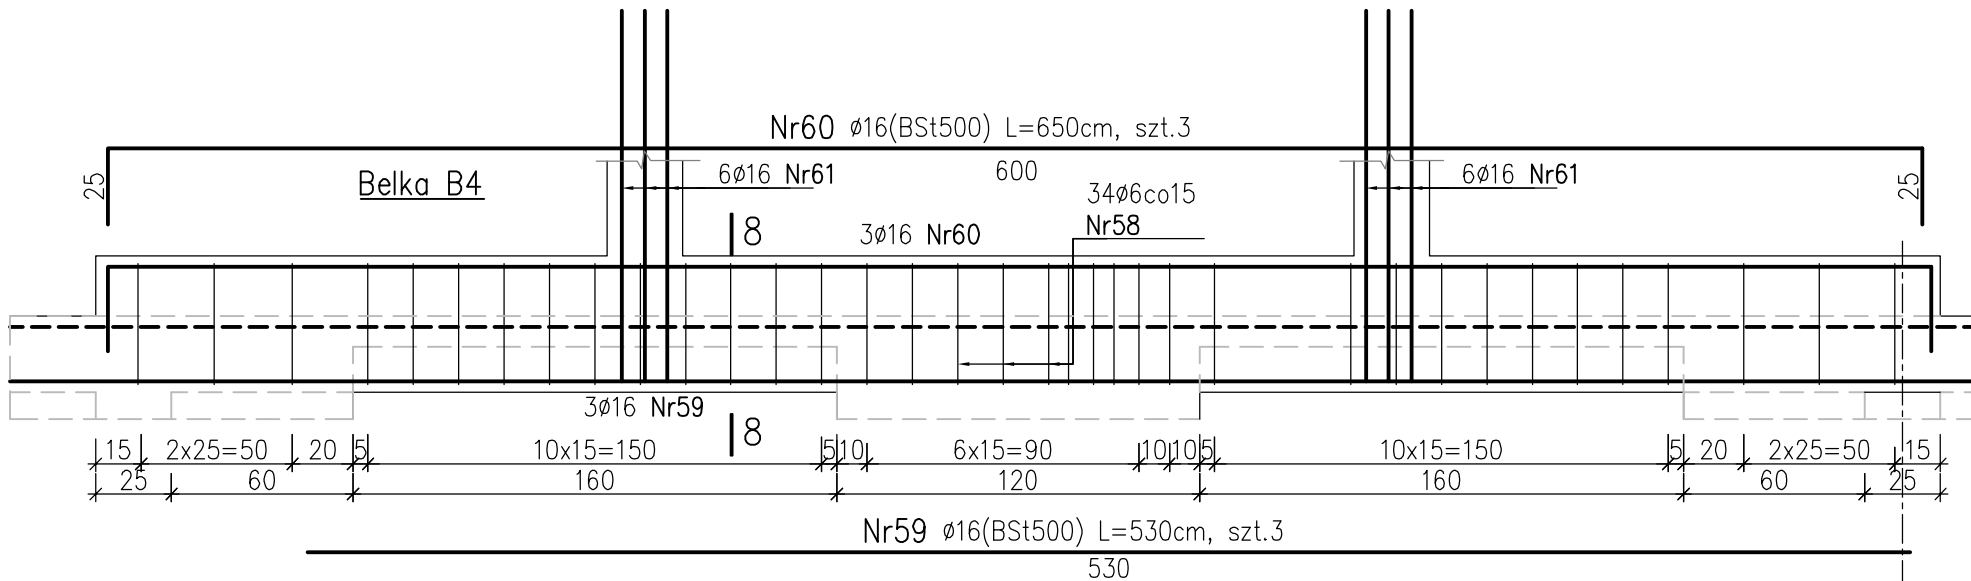 Nr60 ø16(BSt500) L=650cm, szt.3
25
Belka B4
6ø16 Nr61
600
6ø16 Nr61
25
34ø6co15
Nr58
8
3ø16 Nr60
3ø16 Nr59
8
15 2x25=50 20 5 10x15=150 5 10 6x15=90 10 10 5 10x15=150 5 20 2x25=50 15
25 60 160 120 160 60 25
Nr59 ø16(BSt500) L=530cm, szt.3
530